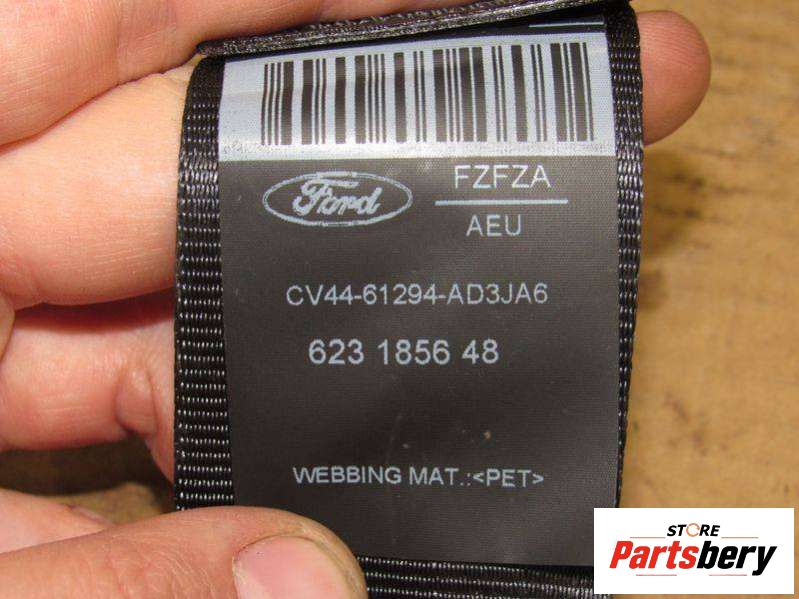 Ford
FZFZA
AEU
CV44-61294-AD3JA6
623 1856 48
WEBBING MAT.:<PET>
STORE
Partsbery